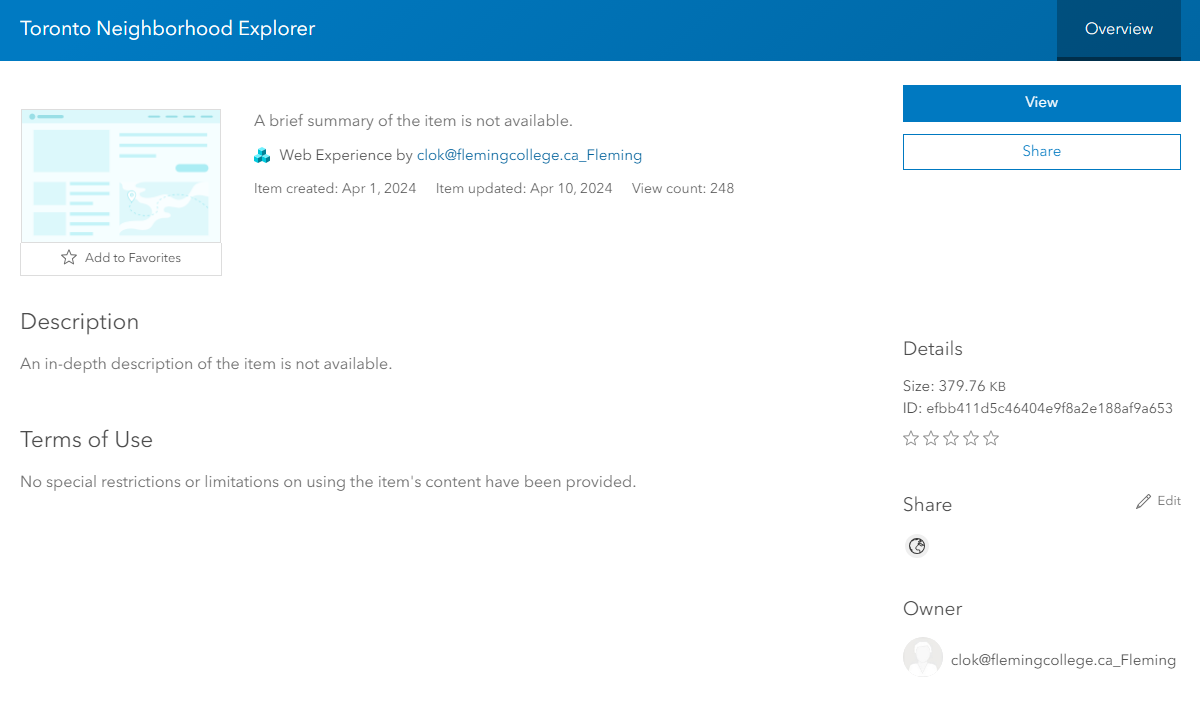 Toronto Neighborhood Explorer
Overview
A brief summary of the item is not available.
Web Experience by clok@flemingcollege.ca_Fleming
Item created: Apr 1, 2024 Item updated: Apr 10, 2024 View count: 248
Add to Favorites
View
Share
Description
An in-depth description of the item is not available.
Terms of Use
No special restrictions or limitations on using the item's content have been provided.
Details
Size: 379.76 KB
ID: efbb411d5c46404e9f8a2e188af9a653
Share
Edit
Owner
clok@flemingcollege.ca_Fleming